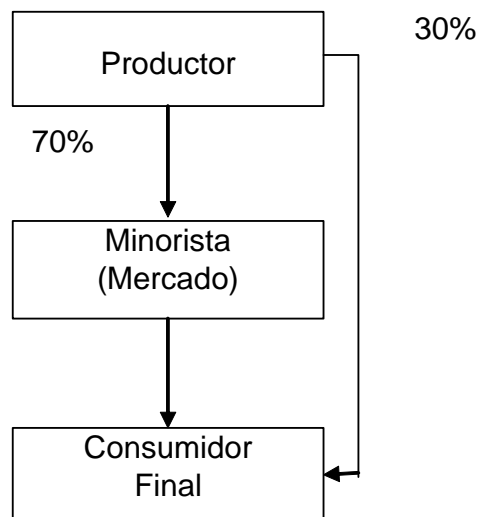 30%
Productor
70%
Minorista
(Mercado)
Consumidor
Final